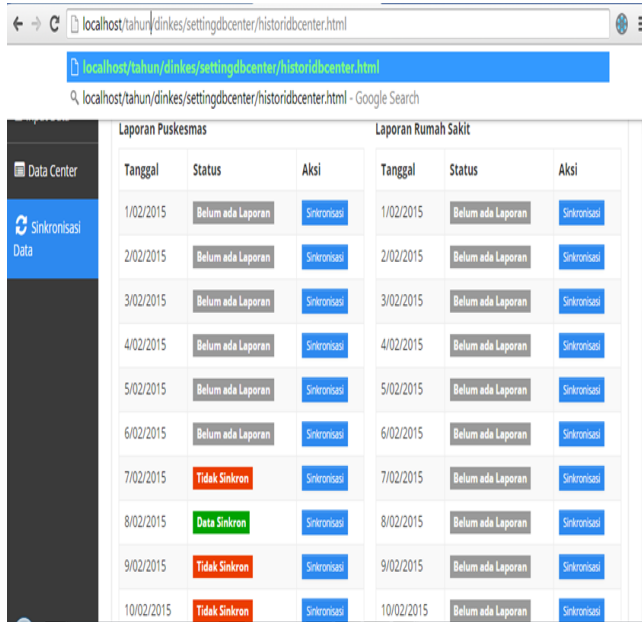 localhost/tahun/dinkes/settingdbcenter/historidbcenter.html
localhost/tahun/dinkes/settingdbcenter/historidbcenter.html
localhost/tahun/dinkes/settingdbcenter/historidbcenter.html - Google Search
Laporan Puskesmas Laporan Rumah Sakit
Data Center
Sinkronisasi
Data
Tanggal Status Aksi Tanggal Status Aksi
1/02/2015 Belum ada Laporan Sinkronisasi 1/02/2015 Belum ada Laporan Sinkronisasi
2/02/2015 Belum ada Laporan Sinkronisasi 2/02/2015 Belum ada Laporan Sinkronisasi
3/02/2015 Belum ada Laporan Sinkronisasi 3/02/2015 Belum ada Laporan Sinkronisasi
4/02/2015 Belum ada Laporan Sinkronisasi 4/02/2015 Belum ada Laporan Sinkronisasi
5/02/2015 Belum ada Laporan Sinkronisasi 5/02/2015 Belum ada Laporan Sinkronisasi
6/02/2015 Belum ada Laporan Sinkronisasi 6/02/2015 Belum ada Laporan Sinkronisasi
7/02/2015 Tidak Sinkron Sinkronisasi 7/02/2015 Belum ada Laporan Sinkronisasi
8/02/2015 Data Sinkron Sinkronisasi 8/02/2015 Belum ada Laporan Sinkronisasi
9/02/2015 Tidak Sinkron Sinkronisasi 9/02/2015 Belum ada Laporan Sinkronisasi
10/02/2015 Tidak Sinkron Sinkronisasi 10/02/2015 Belum ada Laporan Sinkronisasi